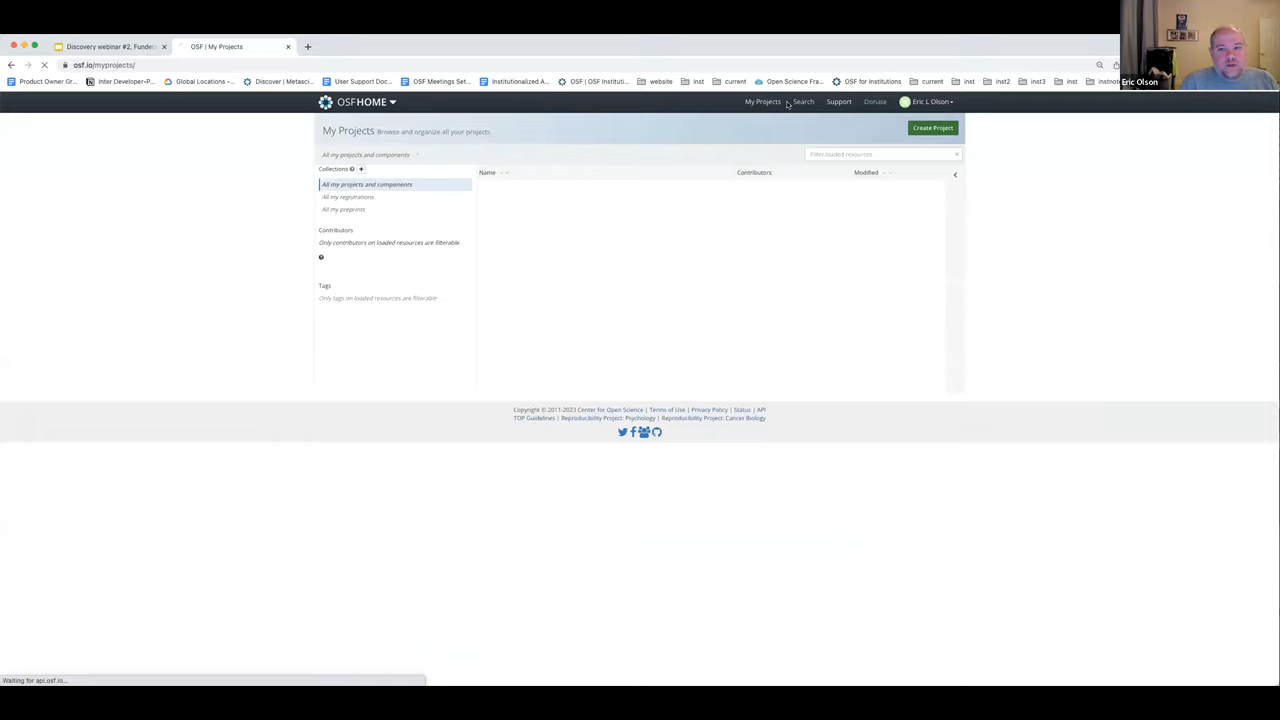 Discovery webinar #2, Funders
OSF | My Projects
osf.io/myprojects/
Eric Olson
Product Owner Gr...
Inter Developer-P...
Global Locations -...
Discover | Metasci...
User Support Doc...
OSF Meetings Set...
Institutionalized A...
OSF | OSF Instituti...
website
inst
current
Open Science Fra...
OSF for Institutions
current
inst
inst2
inst3
inst
instnote
OSFHOME
My Projects
Search
Support
Donate
Eric L Olson
My Projects Browse and organize all your projects
Create Project
All my projects and components
Filter loaded resources
Collections
Name
Contributors
Modified
All my projects and components
All my registrations
All my preprints
Contributors
Only contributors on loaded resources are filterable.
Tags
Only tags on loaded resources are filterable
Copyright © 2011-2023 Center for Open Science | Terms of Use | Privacy Policy | Status | API
TOP Guidelines | Reproducibility Project: Psychology | Reproducibility Project: Cancer Biology
Waiting for api.osf.io...